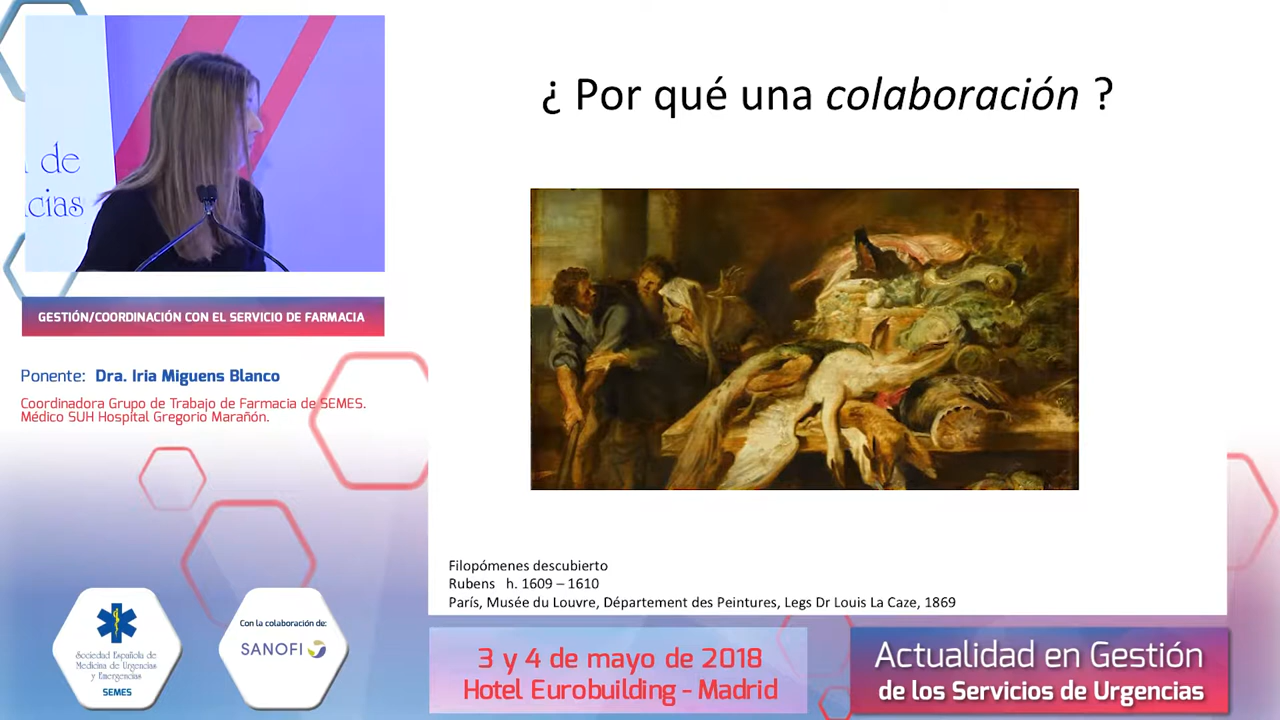 ¿ Por qué una colaboración ?
de
cias
GESTIÓN/COORDINACIÓN CON EL SERVICIO DE FARMACIA
Ponente: Dra. Iria Miguens Blanco
Coordinadora Grupo de Trabajo de Farmacia de SEMES.
Médico SUH Hospital Gregorio Marañón.
Filopómenes descubierto
Rubens h. 1609 – 1610
París, Musée du Louvre, Département des Peintures, Legs Dr Louis La Caze, 1869
Sociedad Española de
Medicina de Urgencias
y Emergencias
SEMES
Con la colaboración de:
SANOFI
3 y 4 de mayo de 2018
Hotel Eurobuilding - Madrid
Actualidad en Gestión
de los Servicios de Urgencias